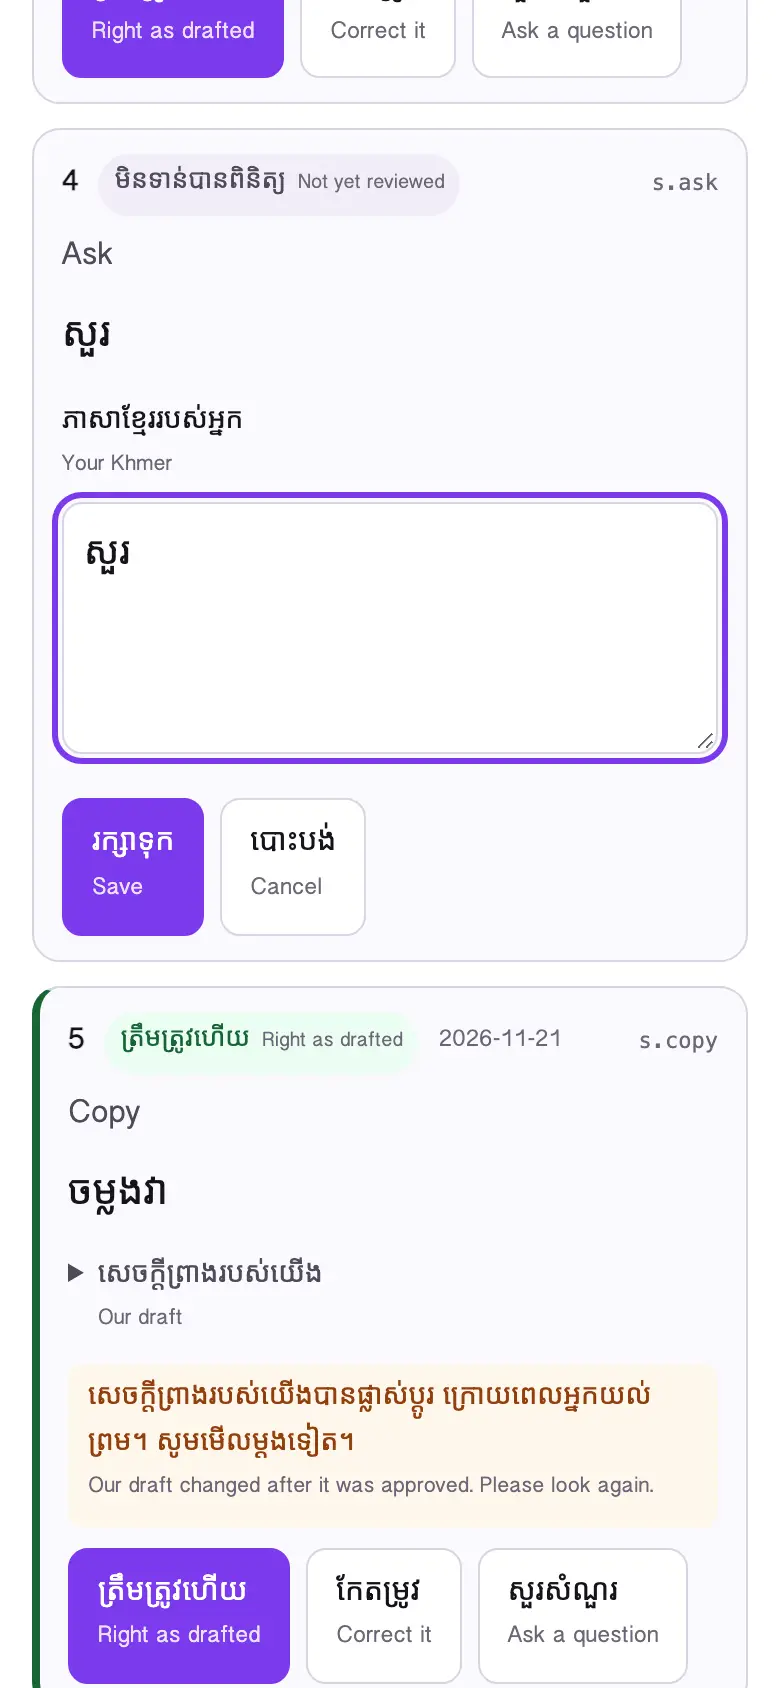 Right as drafted
Correct it
Ask a question
4 មិនទាន់បានពិនិត្យ Not yet reviewed s.ask
Ask
សួរ
ភាសាខ្មែររបស់អ្នក
Your Khmer
សួរ
រក្សាទុក
Save
បោះបង់
Cancel
5 ត្រឹមត្រូវហើយ Right as drafted 2026-11-21 s.copy
Copy
ចម្លងវា
សេចក្តីព្រាងរបស់យើង
Our draft
សេចក្តីព្រាងរបស់យើងបានផ្លាស់ប្តូរ ក្រោយពេលអ្នកយល់
ព្រម។ សូមមើលម្តងទៀត។
Our draft changed after it was approved. Please look again.
ត្រឹមត្រូវហើយ
Right as drafted
កែតម្រូវ
Correct it
សួរសំណួរ
Ask a question